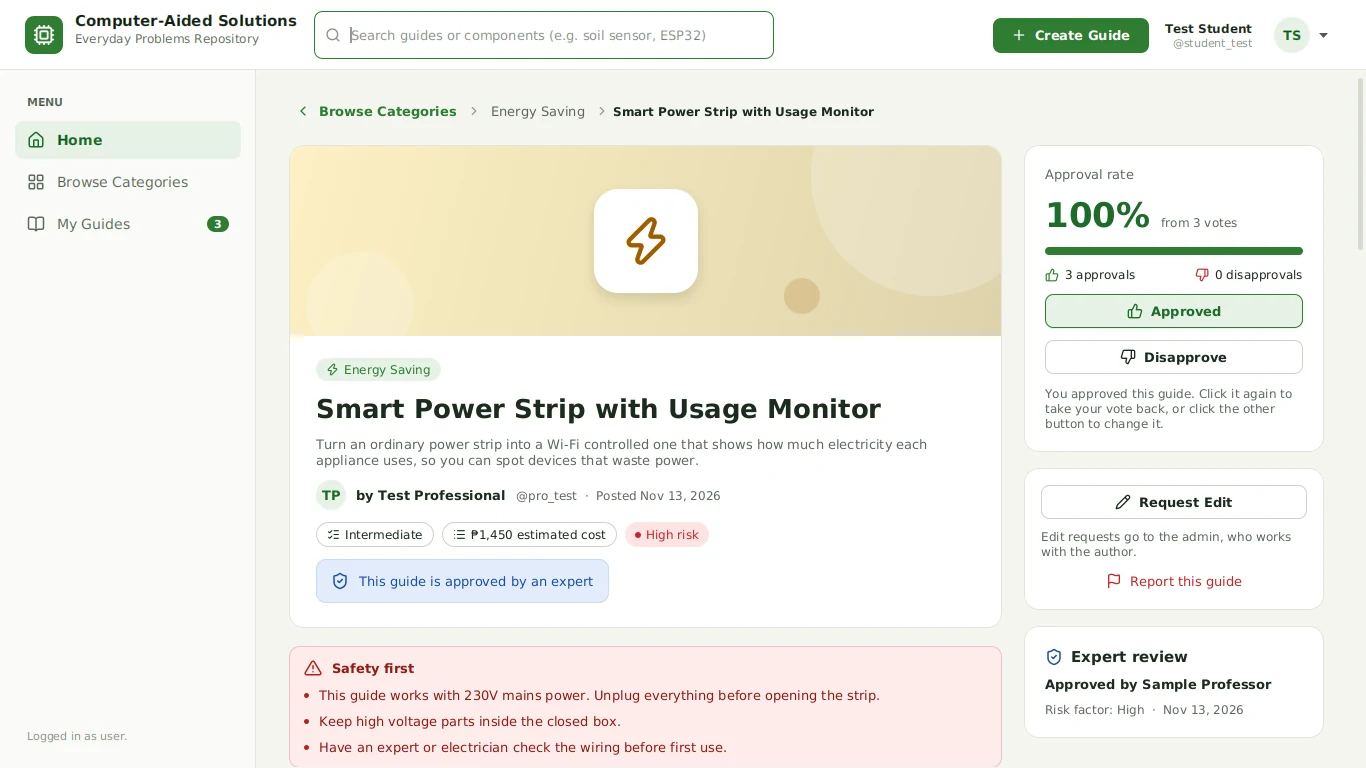 Computer-Aided Solutions
Everyday Problems Repository
Search guides or components (e.g. soil sensor, ESP32)
Create Guide
Test Student
@student_test
TS
MENU
Home
Browse Categories
My Guides
3
Logged in as user.
Browse Categories
Energy Saving
Smart Power Strip with Usage Monitor
Energy Saving
Smart Power Strip with Usage Monitor
Turn an ordinary power strip into a Wi-Fi controlled one that shows how much electricity each
appliance uses, so you can spot devices that waste power.
TP
by Test Professional @pro_test · Posted Nov 13, 2026
Intermediate
₱1,450 estimated cost
High risk
This guide is approved by an expert
Safety first
This guide works with 230V mains power. Unplug everything before opening the strip.
Keep high voltage parts inside the closed box.
Have an expert or electrician check the wiring before first use.
Approval rate
100% from 3 votes
3 approvals
0 disapprovals
Approved
Disapprove
You approved this guide. Click it again to
take your vote back, or click the other
button to change it.
Request Edit
Edit requests go to the admin, who works
with the author.
Report this guide
Expert review
Approved by Sample Professor
Risk factor: High · Nov 13, 2026